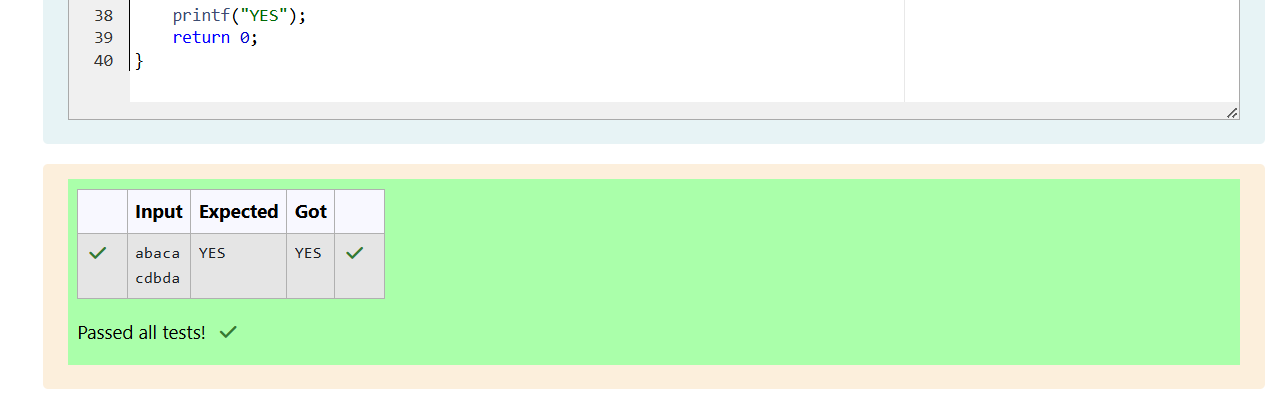 38 printf("YES");
39 return 0;
40 }
Input Expected Got
abaca YES YES
cdbda
Passed all tests!